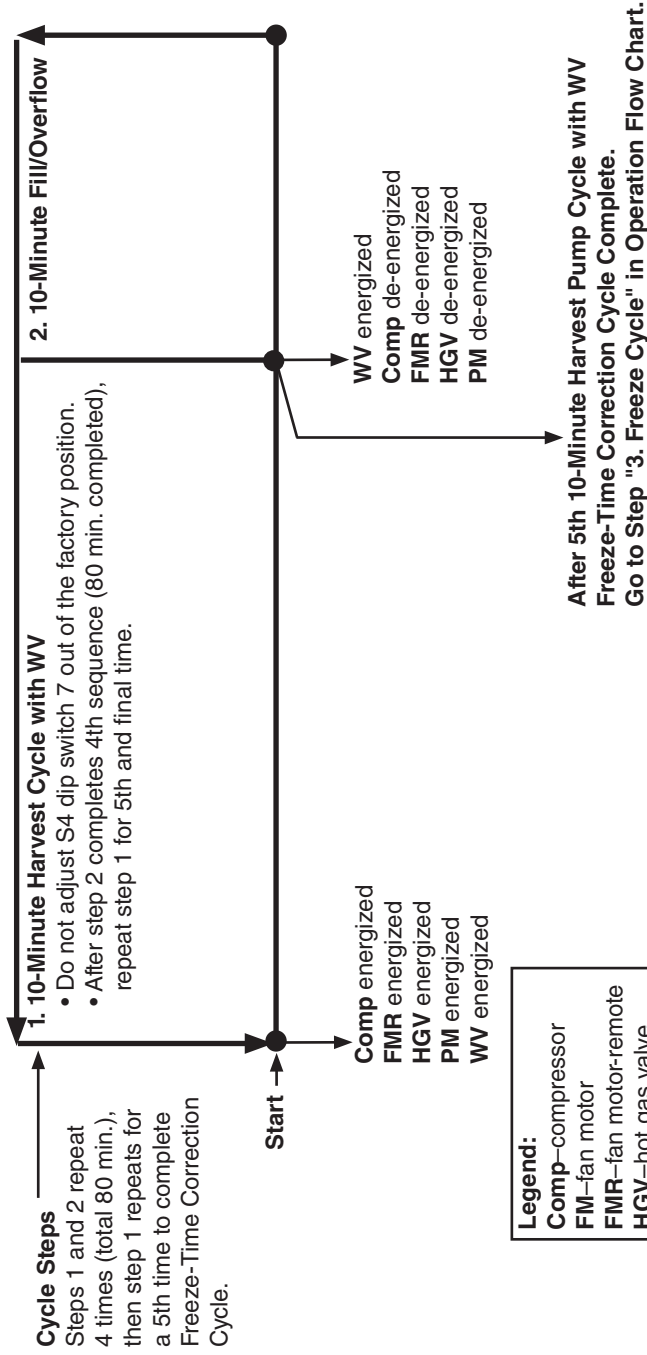 Cycle Steps
Steps 1 and 2 repeat
4 times (total 80 min.),
then step 1 repeats for
a 5th time to complete
Freeze-Time Correction
Cycle.
1. 10-Minute Harvest Cycle with WV
• Do not adjust S4 dip switch 7 out of the factory position.
• After step 2 completes 4th sequence (80 min. completed),
repeat step 1 for 5th and final time.
2. 10-Minute Fill/Overflow
Start
Comp energized
FMR energized
HGV energized
PM energized
WV energized
WV energized
Comp de-energized
FMR de-energized
HGV de-energized
PM de-energized
After 5th 10-Minute Harvest Pump Cycle with WV
Freeze-Time Correction Cycle Complete.
Go to Step "3. Freeze Cycle" in Operation Flow Chart.
Legend:
Comp–compressor
FM–fan motor
FMR–fan motor-remote
HGV–hot gas valve